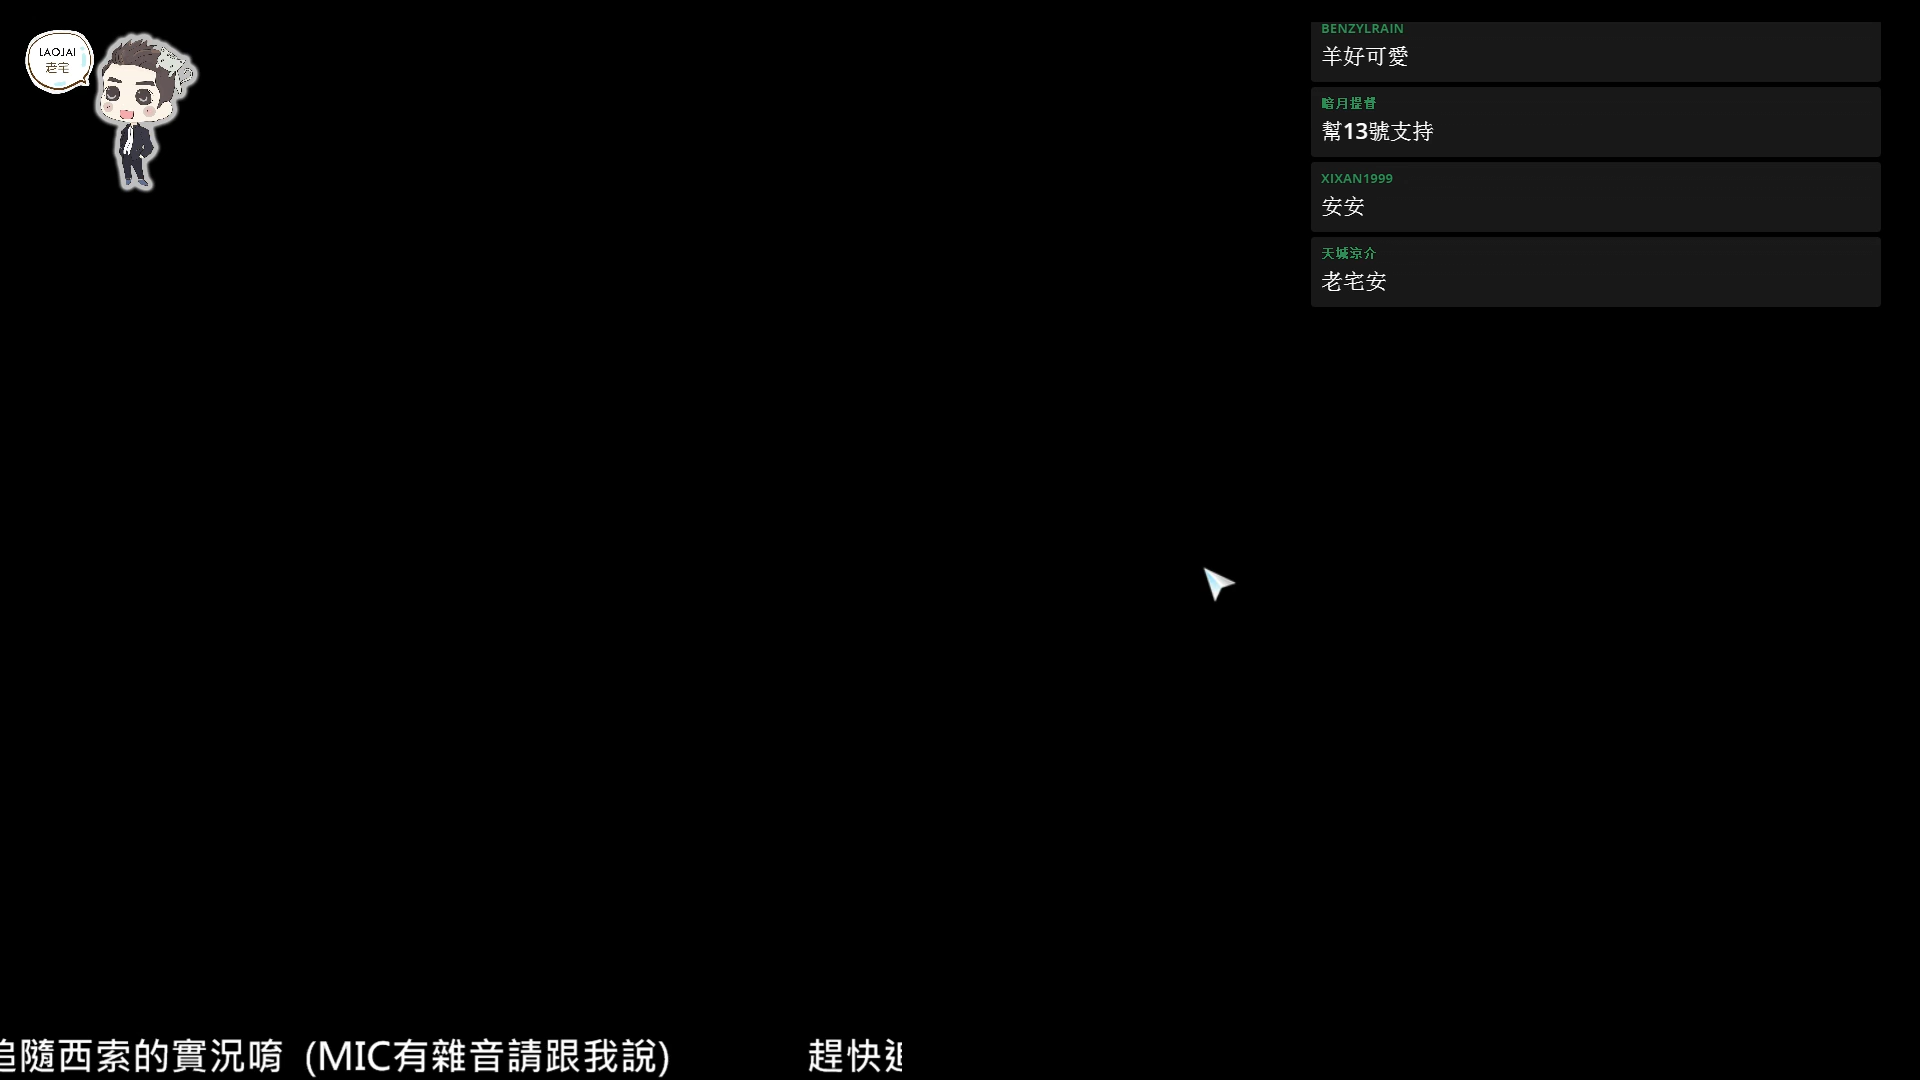 LAOJAI
老宅
BENZYLRAIN
羊好可愛
暗月提督
幫13號支持
XIXAN1999
安安
天城涼介
老宅安
追隨西索的實況唷 (MIC有雜音請跟我說) 趕快追